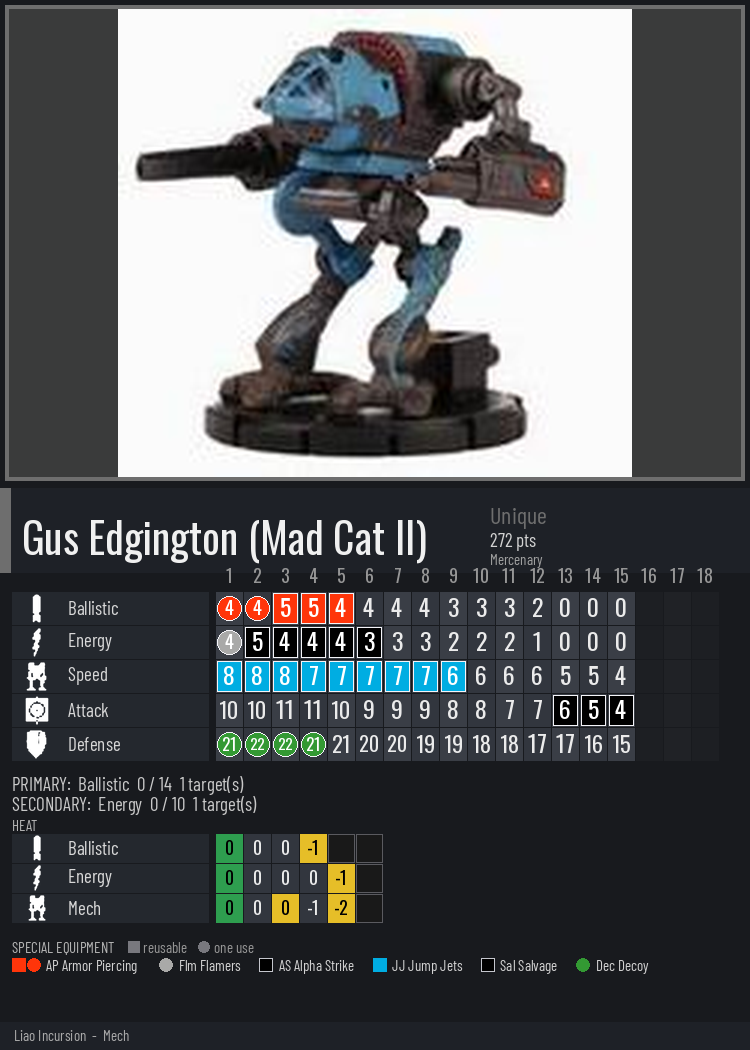 Gus Edgington (Mad Cat II)
Unique
272 pts
Mercenary
1 2 3 4 5 6 7 8 9 10 11 12 13 14 15 16 17 18
Ballistic 4 4 5 5 4 4 4 4 3 3 3 2 0 0 0
Energy 4 5 4 4 4 3 3 3 2 2 2 1 0 0 0
Speed 8 8 8 7 7 7 7 7 6 6 6 6 5 5 4
Attack 10 10 11 11 10 9 9 9 8 8 7 7 6 5 4
Defense 21 22 22 21 21 20 20 19 19 18 18 17 17 16 15
PRIMARY: Ballistic 0 / 14 1 target(s)
SECONDARY: Energy 0 / 10 1 target(s)
HEAT
Ballistic 0 0 0 -1
Energy 0 0 0 0 -1
Mech 0 0 0 -1 -2
SPECIAL EQUIPMENT reusable one use
AP Armor Piercing Flm Flamers AS Alpha Strike JJ Jump Jets Sal Salvage Dec Decoy
Liao Incursion - Mech